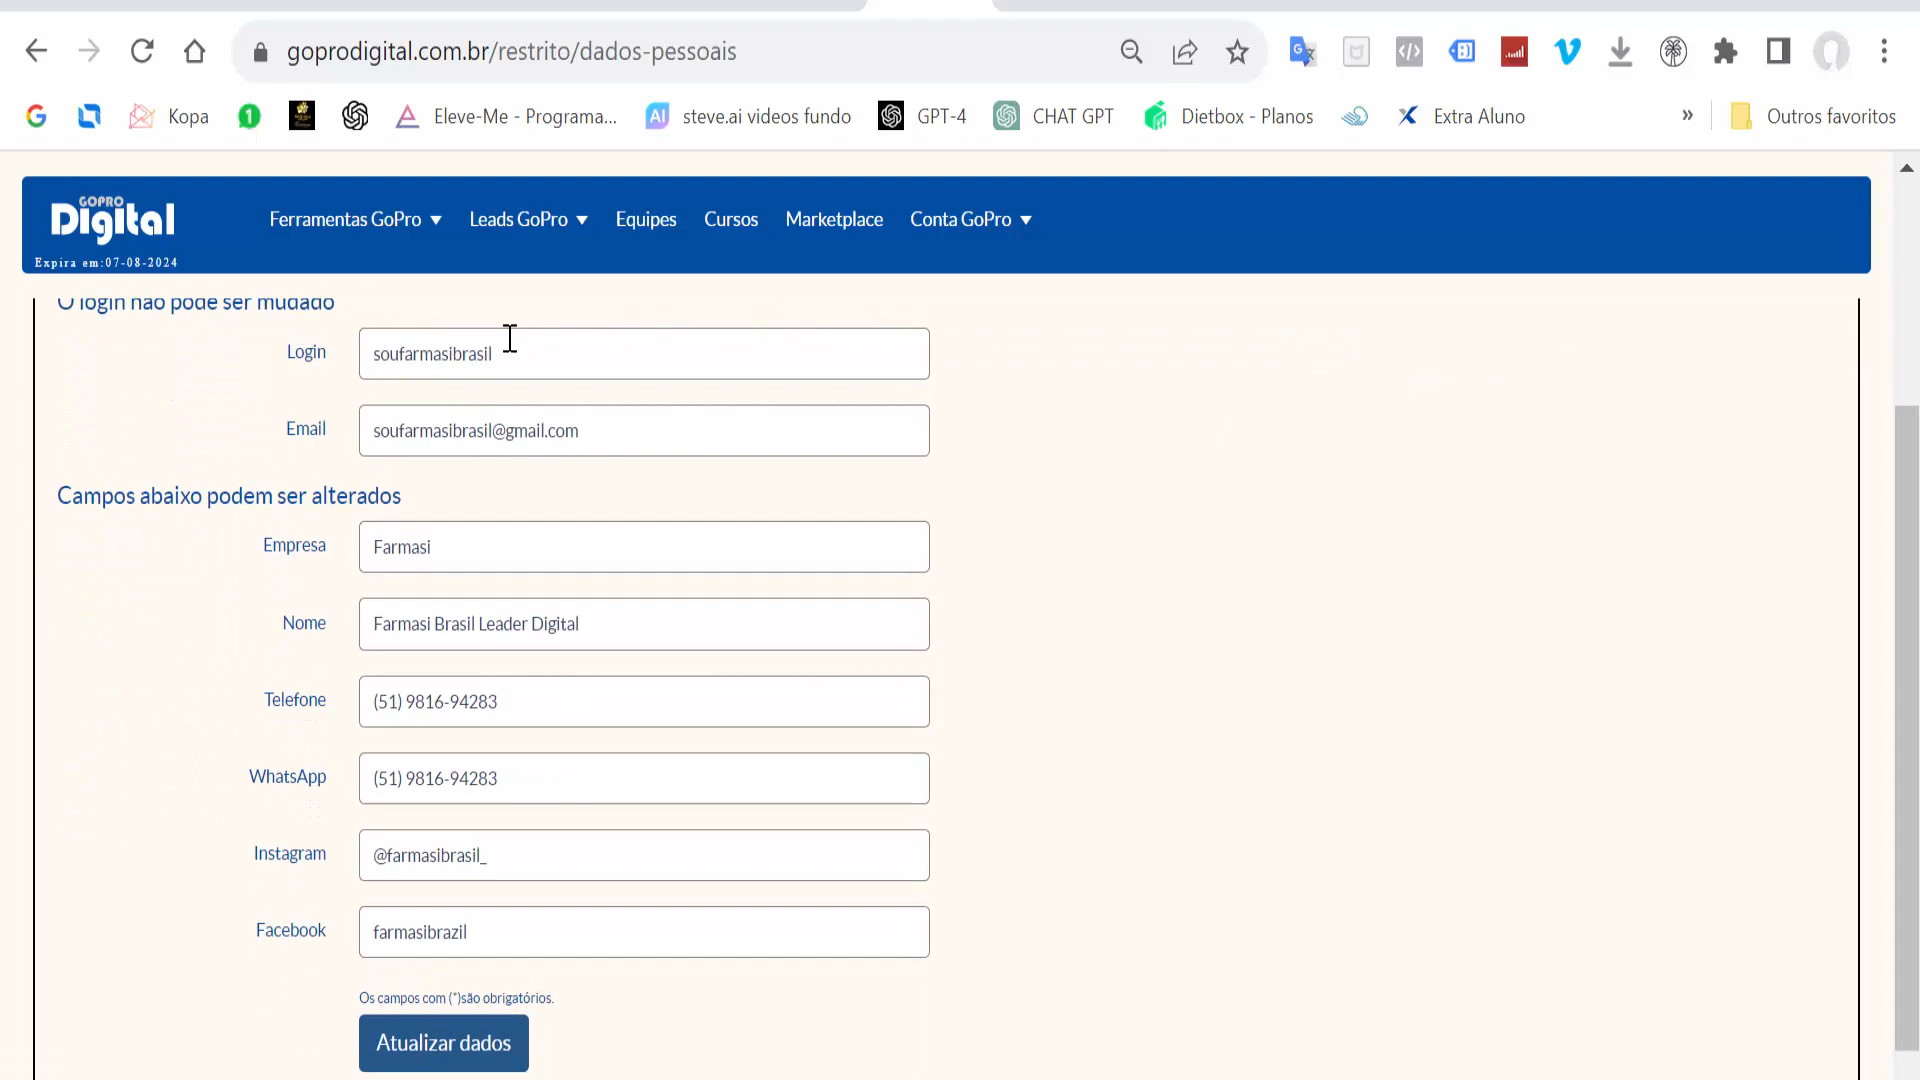 goprodigital.com.br/restrito/dados-pessoais
Kopa
1
Eleve-Me - Programa...
AI
steve.ai videos fundo
GPT-4
CHAT GPT
Dietbox - Planos
Extra Aluno
»
Outros favoritos
GOPRO
Digital
Expira em:07-08-2024
Ferramentas GoPro ▼
Leads GoPro ▼
Equipes
Cursos
Marketplace
Conta GoPro ▼
O login não pode ser mudado
Login
soufarmasibrasil
Email
soufarmasibrasil@gmail.com
Campos abaixo podem ser alterados
Empresa
Farmasi
Nome
Farmasi Brasil Leader Digital
Telefone
(51) 9816-94283
WhatsApp
(51) 9816-94283
Instagram
@farmasibrasil_
Facebook
farmasibrazil
Os campos com (*)são obrigatórios.
Atualizar dados